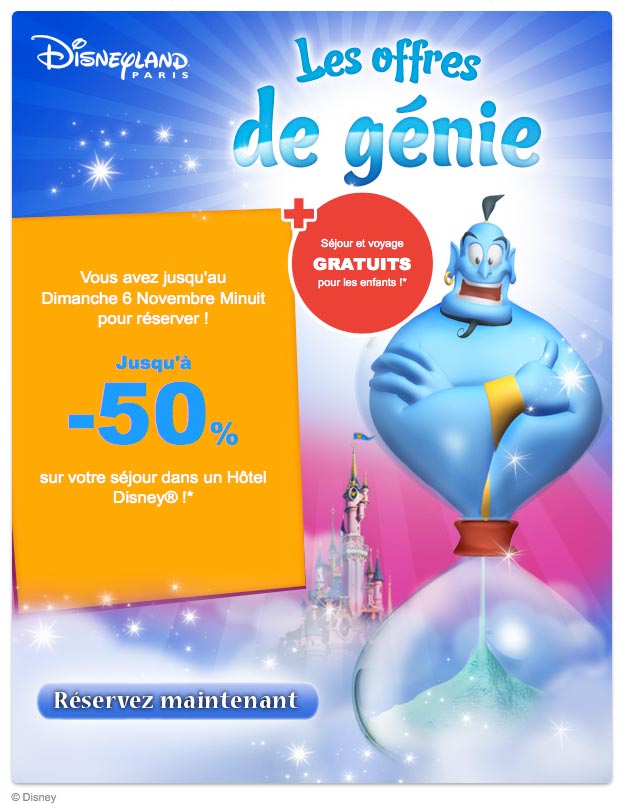 DISNEYLAND
PARIS
Les offres
de génie
Séjour et voyage
GRATUITS
pour les enfants !*
Vous avez jusqu'au
Dimanche 6 Novembre Minuit
pour réserver !
Jusqu'à
-50%
sur votre séjour dans un Hôtel
Disney® !*
Réservez maintenant
© Disney